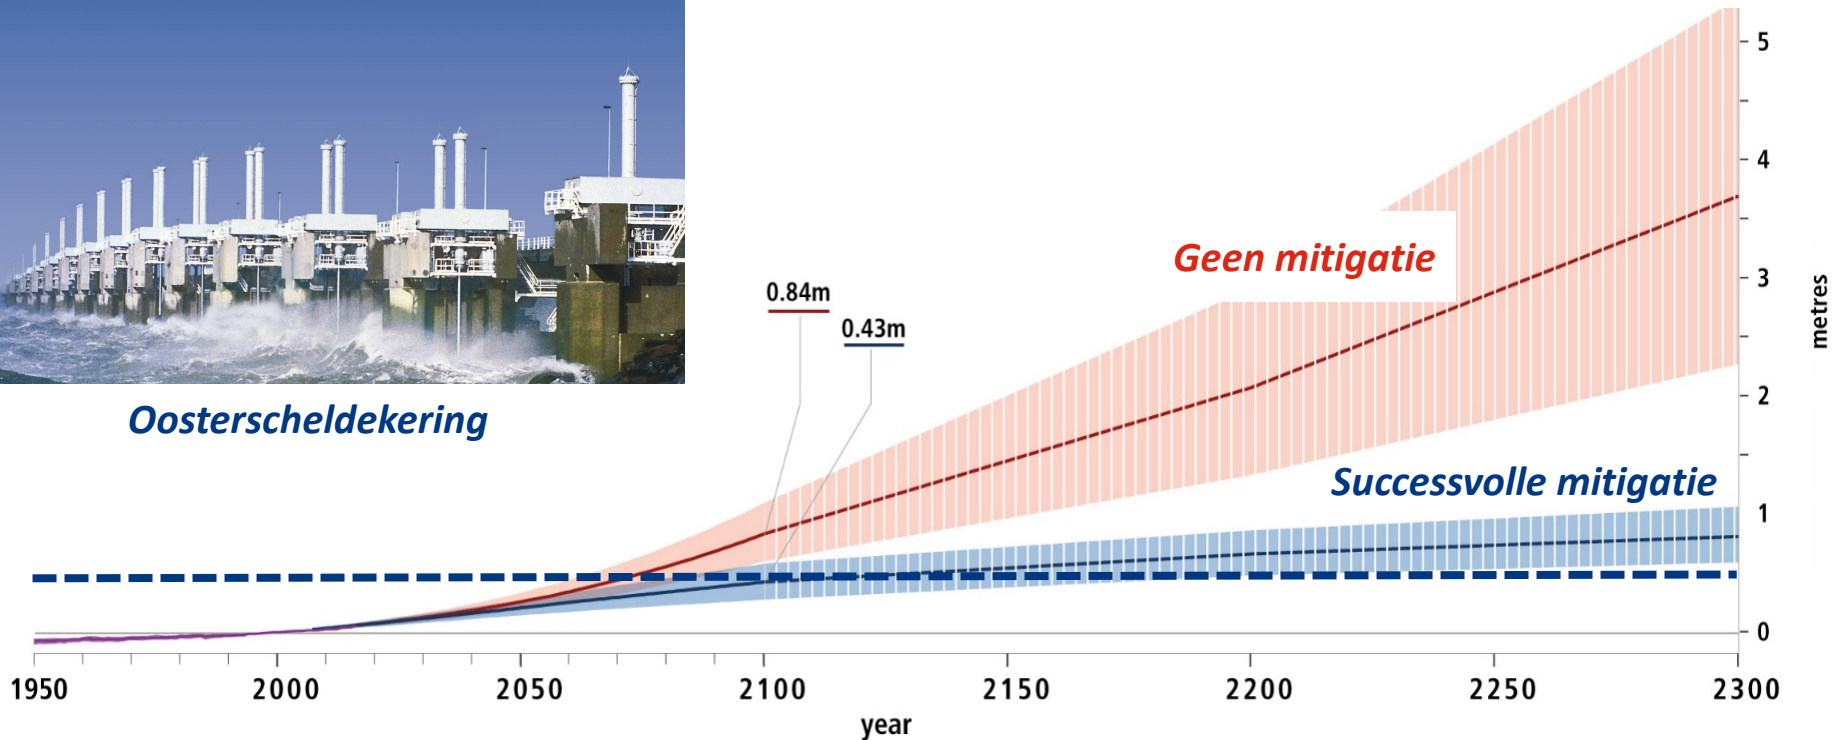 Oosterscheldekering
0.84m
0.43m
Geen mitigatie
Successvolle mitigatie
5
4
3
2
1
0
metres
1950
2000
2050
2100
2150
2200
2250
2300
year